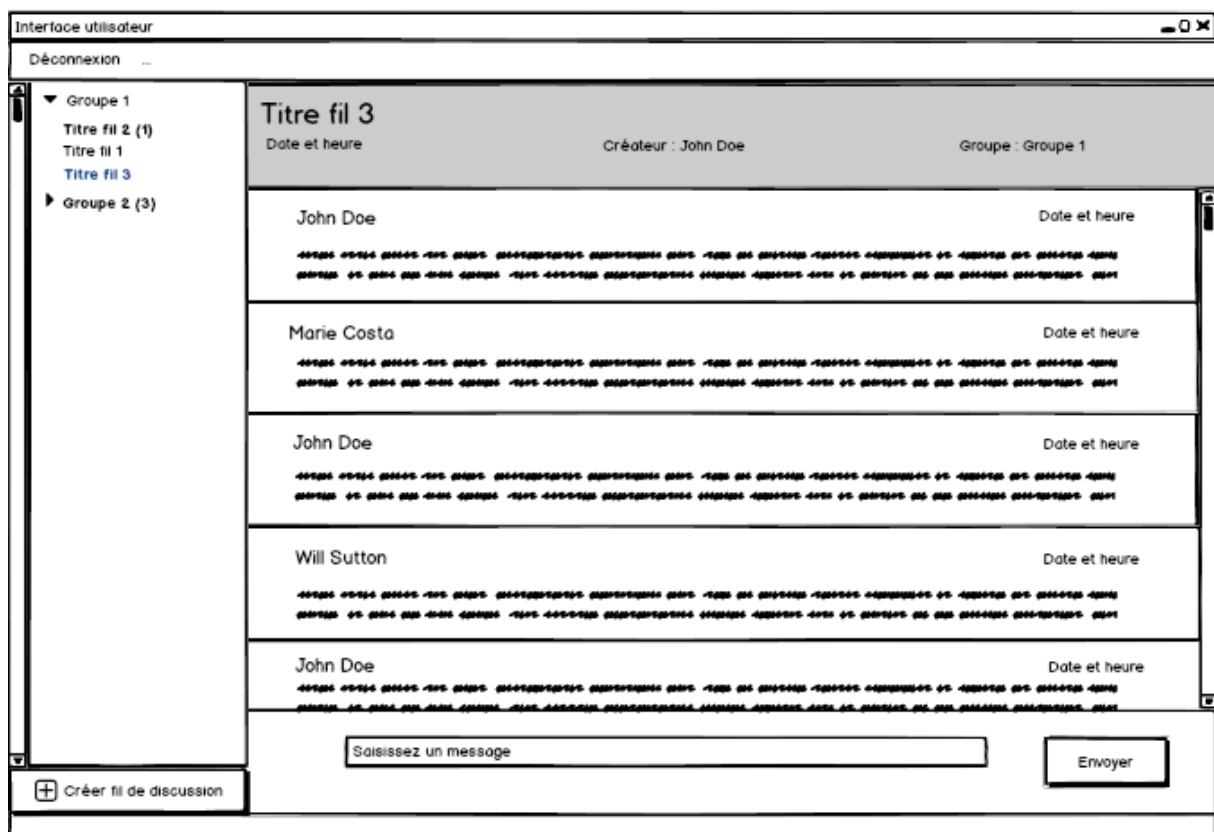 Interface utilisateur
Déconnexion ...
Groupe 1
Titre fil 2 (1)
Titre fil 1
Titre fil 3
Groupe 2 (3)
Créer fil de discussion
Titre fil 3
Date et heure Créateur : John Doe Groupe : Groupe 1
John Doe Date et heure
Marie Costa Date et heure
John Doe Date et heure
Will Sutton Date et heure
John Doe Date et heure
Saisissez un message
Envoyer